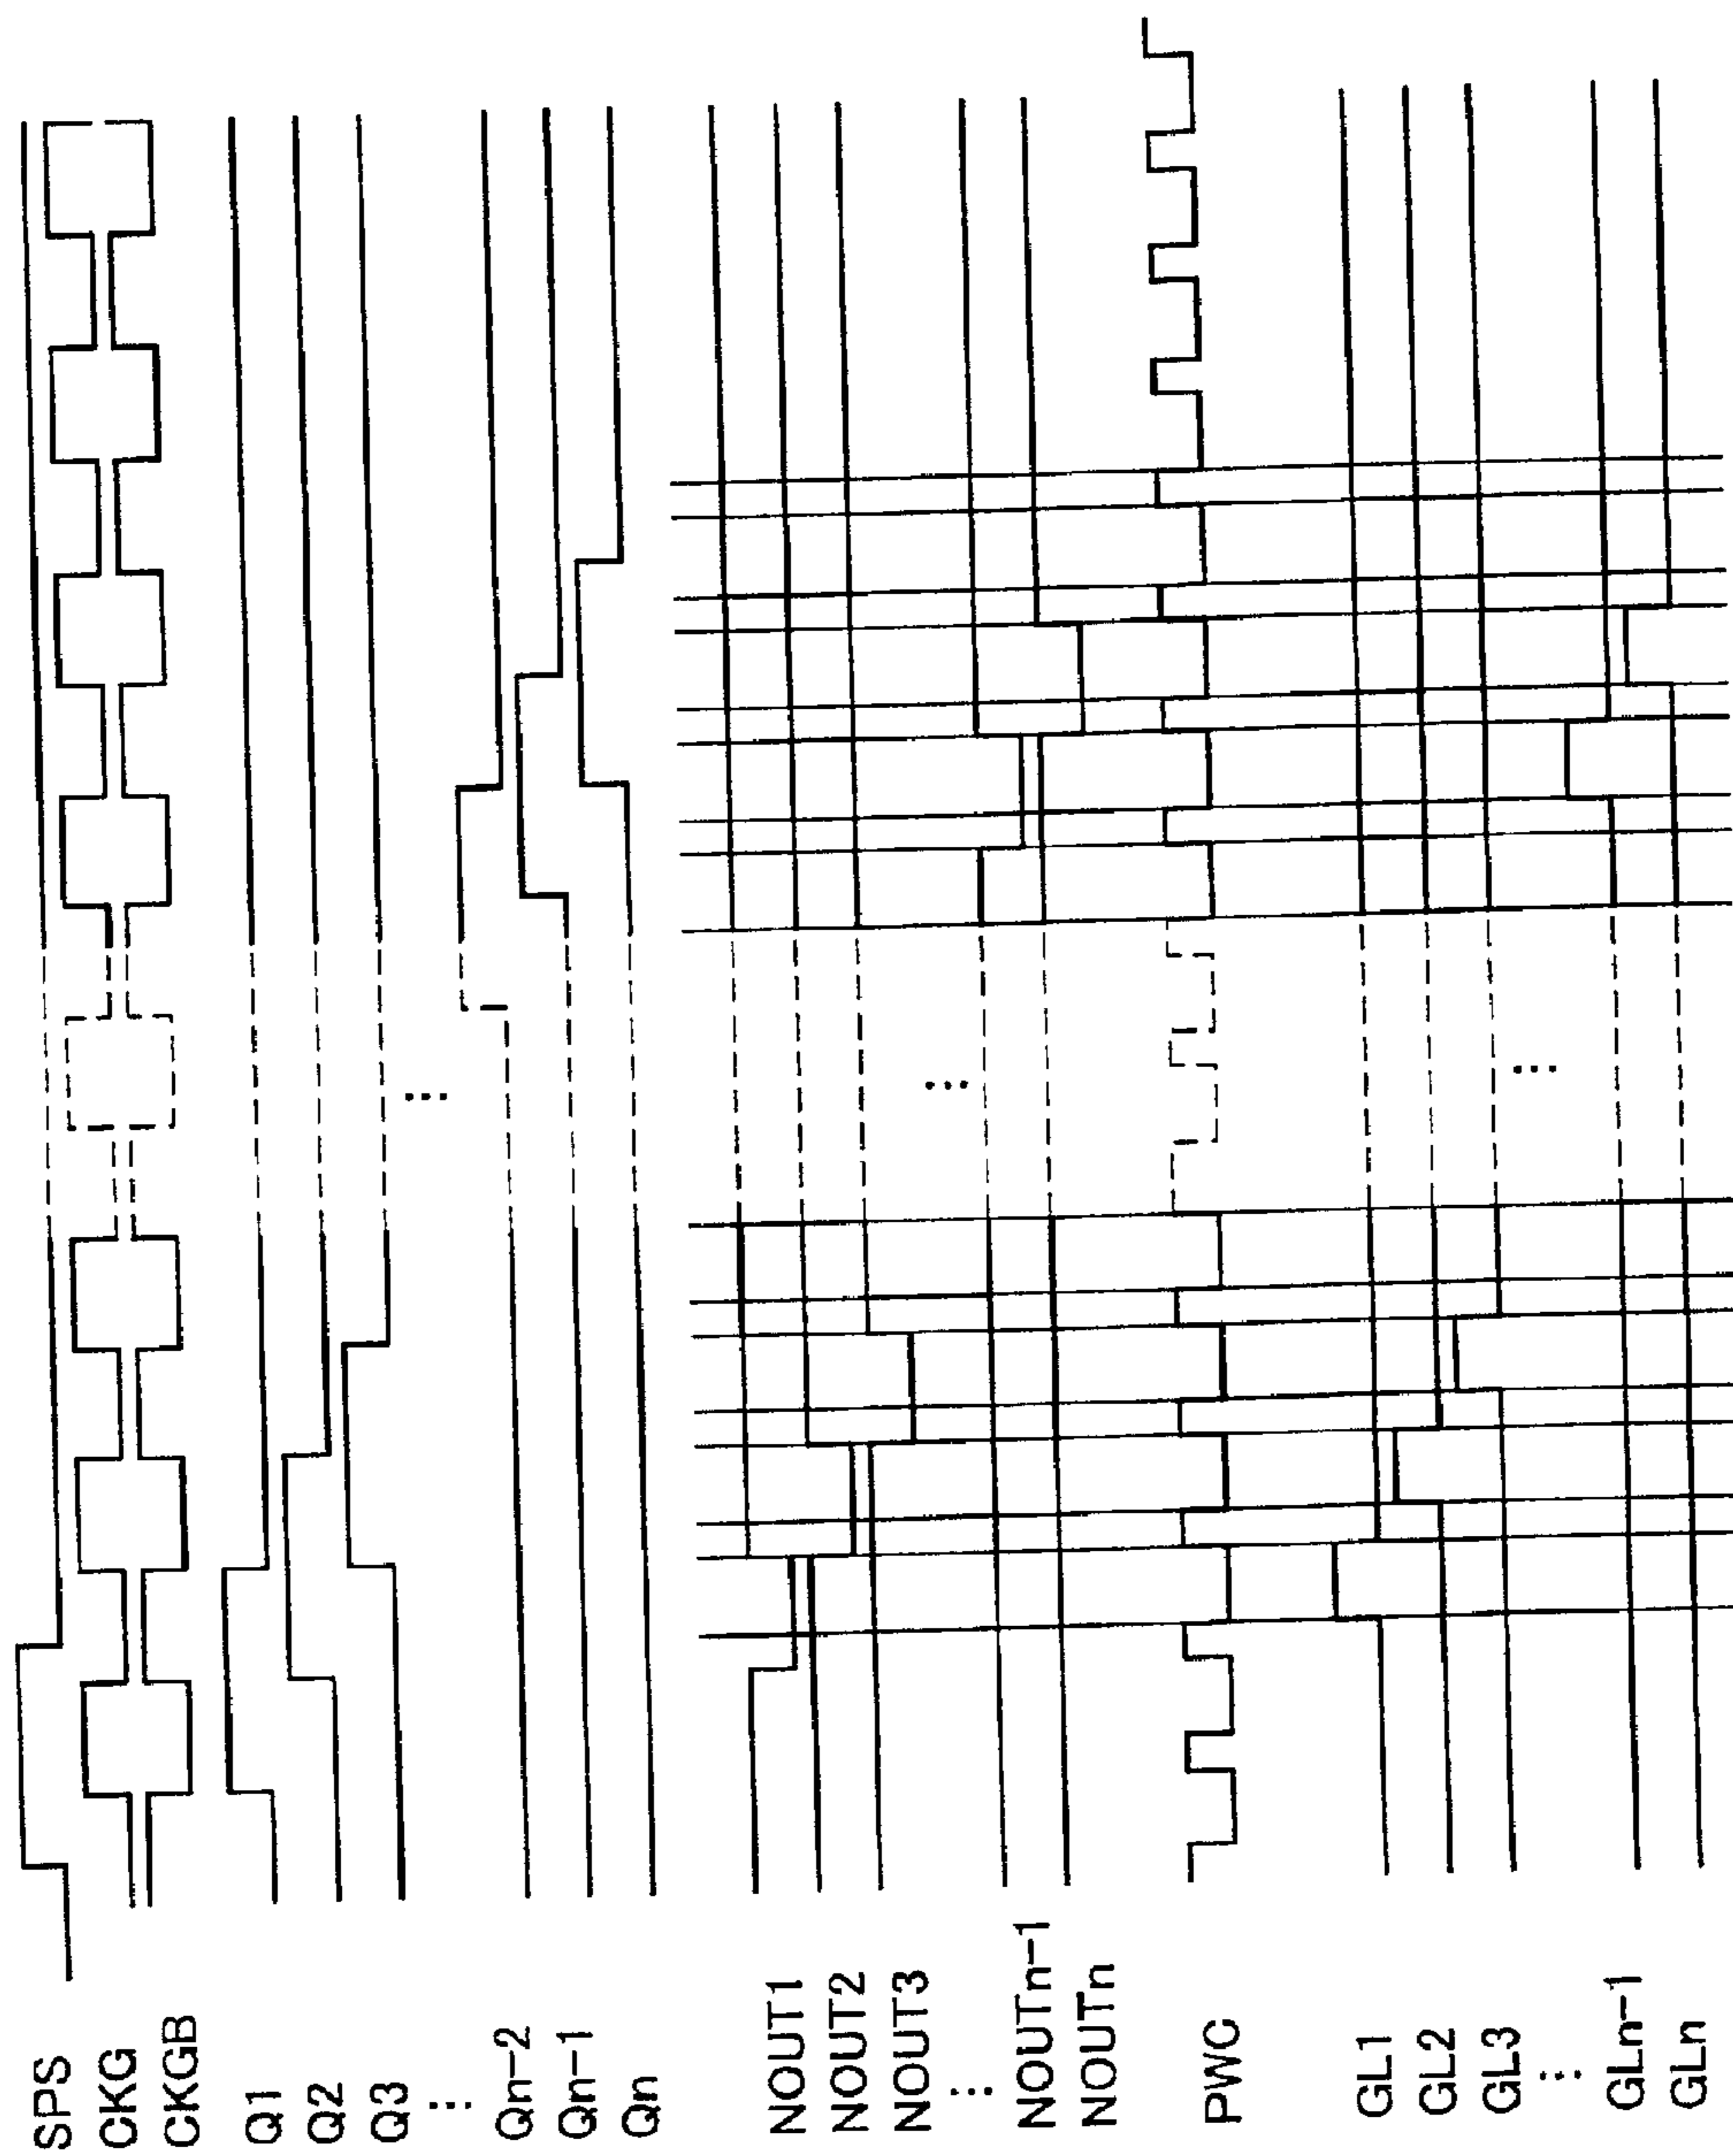 SPS
CKG
CKGB
Q1
Q2
Q3
⋮
Qn-2
Qn-1
Qn
NOUT1
NOUT2
NOUT3
⋮
NOUTn-1
NOUTn
PWC
GL1
GL2
GL3
⋮
GLn-1
GLn